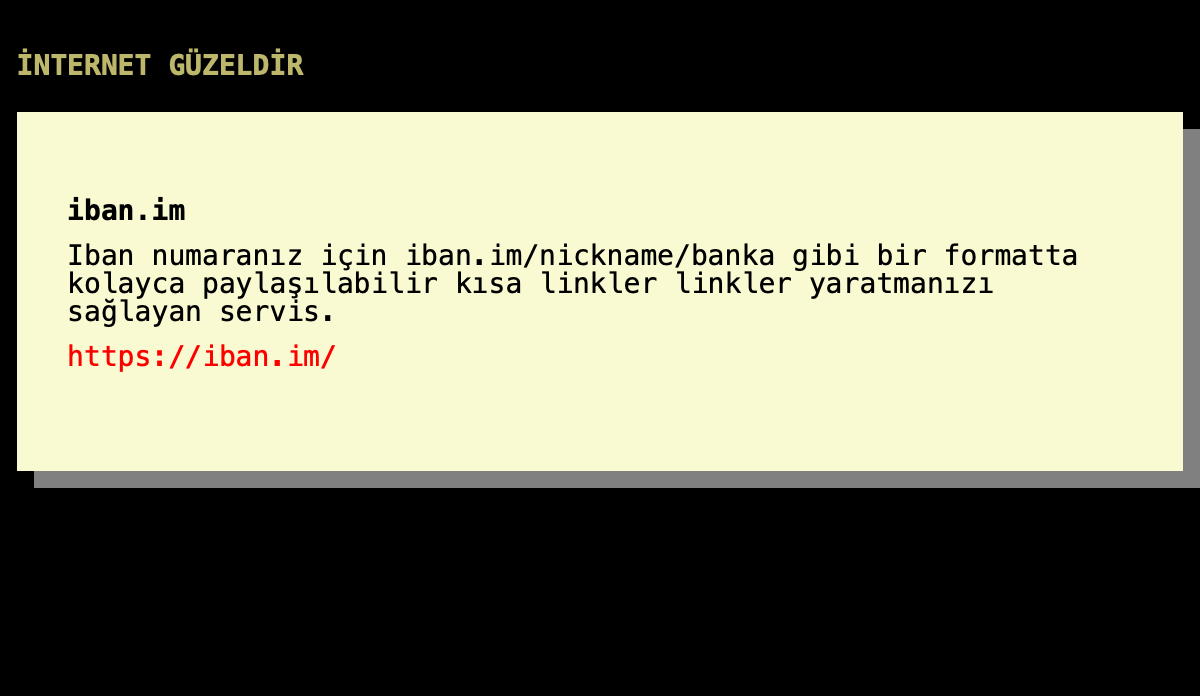 İNTERNET GÜZELDİR
iban.im
Iban numaranız için iban.im/nickname/banka gibi bir formatta
kolayca paylaşılabilir kısa linkler linkler yaratmanızı
sağlayan servis.
https://iban.im/